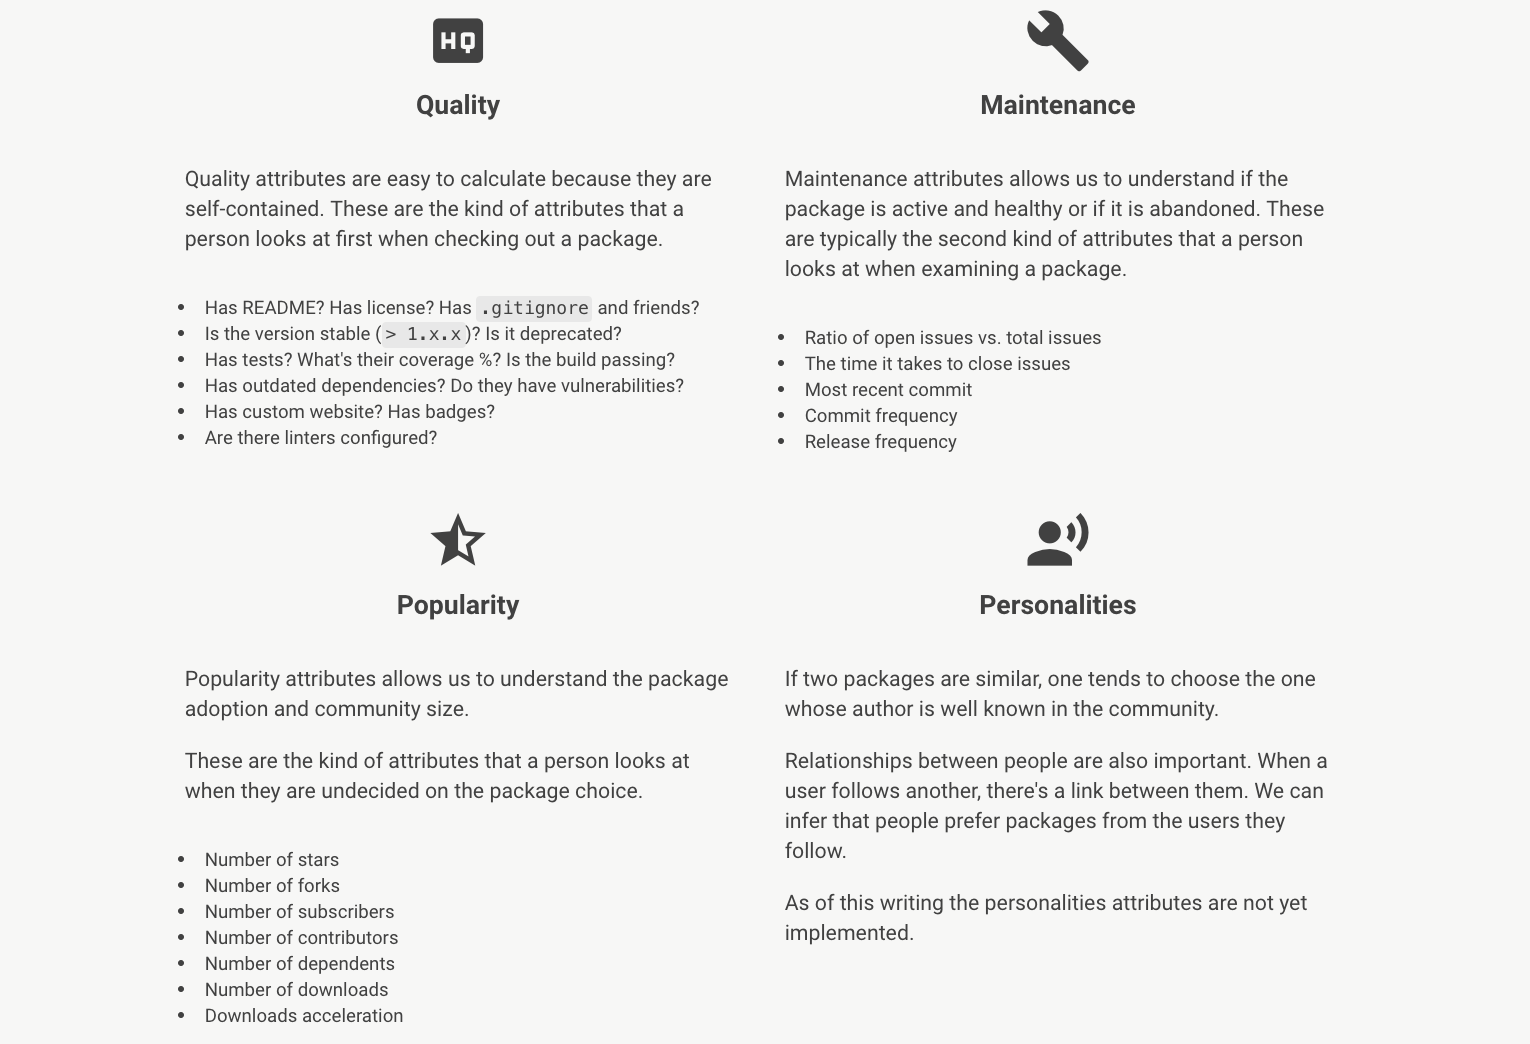 HQ
Quality
Quality attributes are easy to calculate because they are
self-contained. These are the kind of attributes that a
person looks at first when checking out a package.
Has README? Has license? Has .gitignore and friends?
Is the version stable (> 1.x.x)? Is it deprecated?
Has tests? What's their coverage %? Is the build passing?
Has outdated dependencies? Do they have vulnerabilities?
Has custom website? Has badges?
Are there linters configured?
Maintenance
Maintenance attributes allows us to understand if the
package is active and healthy or if it is abandoned. These
are typically the second kind of attributes that a person
looks at when examining a package.
Ratio of open issues vs. total issues
The time it takes to close issues
Most recent commit
Commit frequency
Release frequency
Popularity
Popularity attributes allows us to understand the package
adoption and community size.
These are the kind of attributes that a person looks at
when they are undecided on the package choice.
Number of stars
Number of forks
Number of subscribers
Number of contributors
Number of dependents
Number of downloads
Downloads acceleration
Personalities
If two packages are similar, one tends to choose the one
whose author is well known in the community.
Relationships between people are also important. When a
user follows another, there's a link between them. We can
infer that people prefer packages from the users they
follow.
As of this writing the personalities attributes are not yet
implemented.